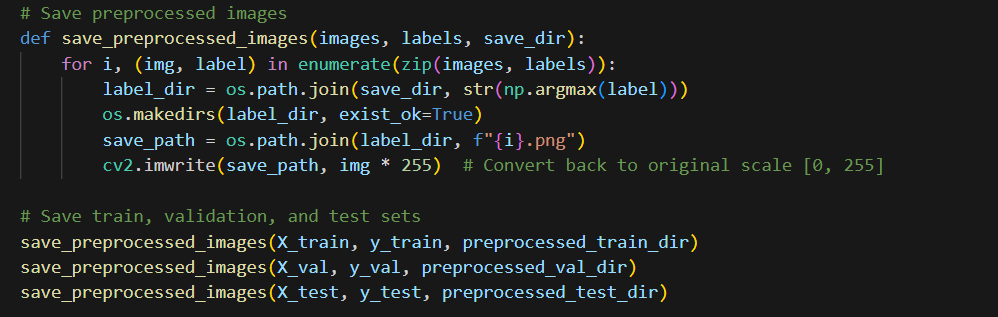 # Save preprocessed images
def save_preprocessed_images(images, labels, save_dir):
    for i, (img, label) in enumerate(zip(images, labels)):
        label_dir = os.path.join(save_dir, str(np.argmax(label)))
        os.makedirs(label_dir, exist_ok=True)
        save_path = os.path.join(label_dir, f"{i}.png")
        cv2.imwrite(save_path, img * 255)  # Convert back to original scale [0, 255]

# Save train, validation, and test sets
save_preprocessed_images(X_train, y_train, preprocessed_train_dir)
save_preprocessed_images(X_val, y_val, preprocessed_val_dir)
save_preprocessed_images(X_test, y_test, preprocessed_test_dir)